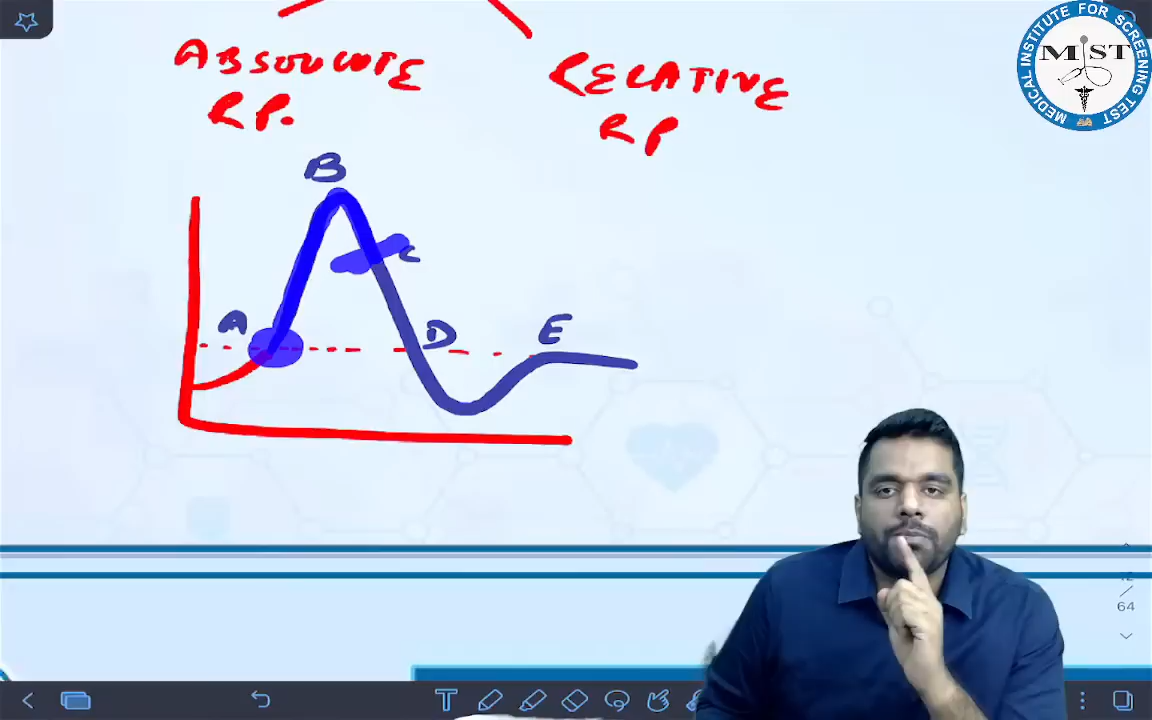 ABSOLUTE
RP.
RELATIVE
RP
B
C
A
D
E
MEDICAL INSTITUTE FOR SCREENING TEST
MIST
64
T